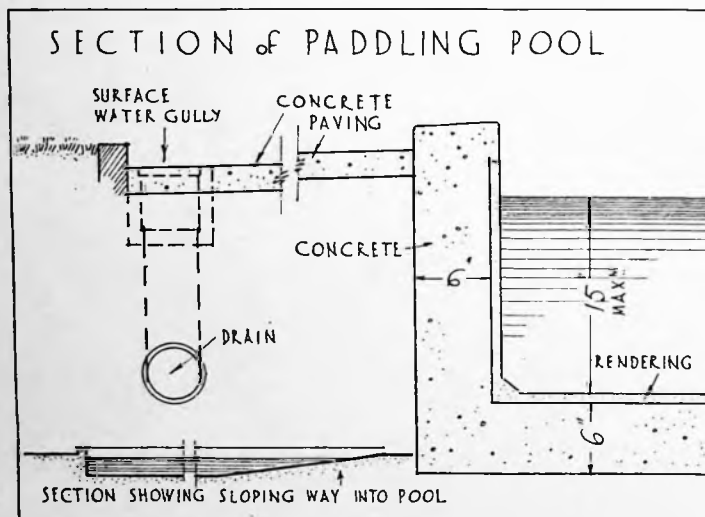 SECTION of PADDLING POOL
SURFACE
WATER GULLY
CONCRETE
PAVING
CONCRETE
6"
15"
MAXM
DRAIN
RENDERING
6"
SECTION SHOWING SLOPING WAY INTO POOL